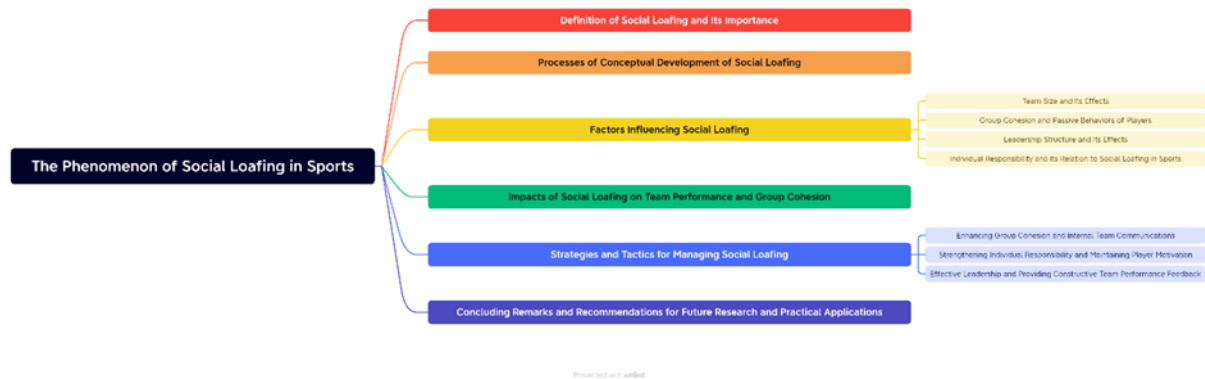 The Phenomenon of Social Loafing in Sports
Definition of Social Loafing and Its Importance
Processes of Conceptual Development of Social Loafing
Factors Influencing Social Loafing
Team Size and Its Effects
Group Cohesion and Passive Behaviors of Players
Leadership Structure and Its Effects
Individual Responsibility and Its Relation to Social Loafing in Sports
Impacts of Social Loafing on Team Performance and Group Cohesion
Strategies and Tactics for Managing Social Loafing
Enhancing Group Cohesion and Internal Team Communications
Strengthening Individual Responsibility and Maintaining Player Motivation
Effective Leadership and Providing Constructive Team Performance Feedback
Concluding Remarks and Recommendations for Future Research and Practical Applications
Presented with xmind